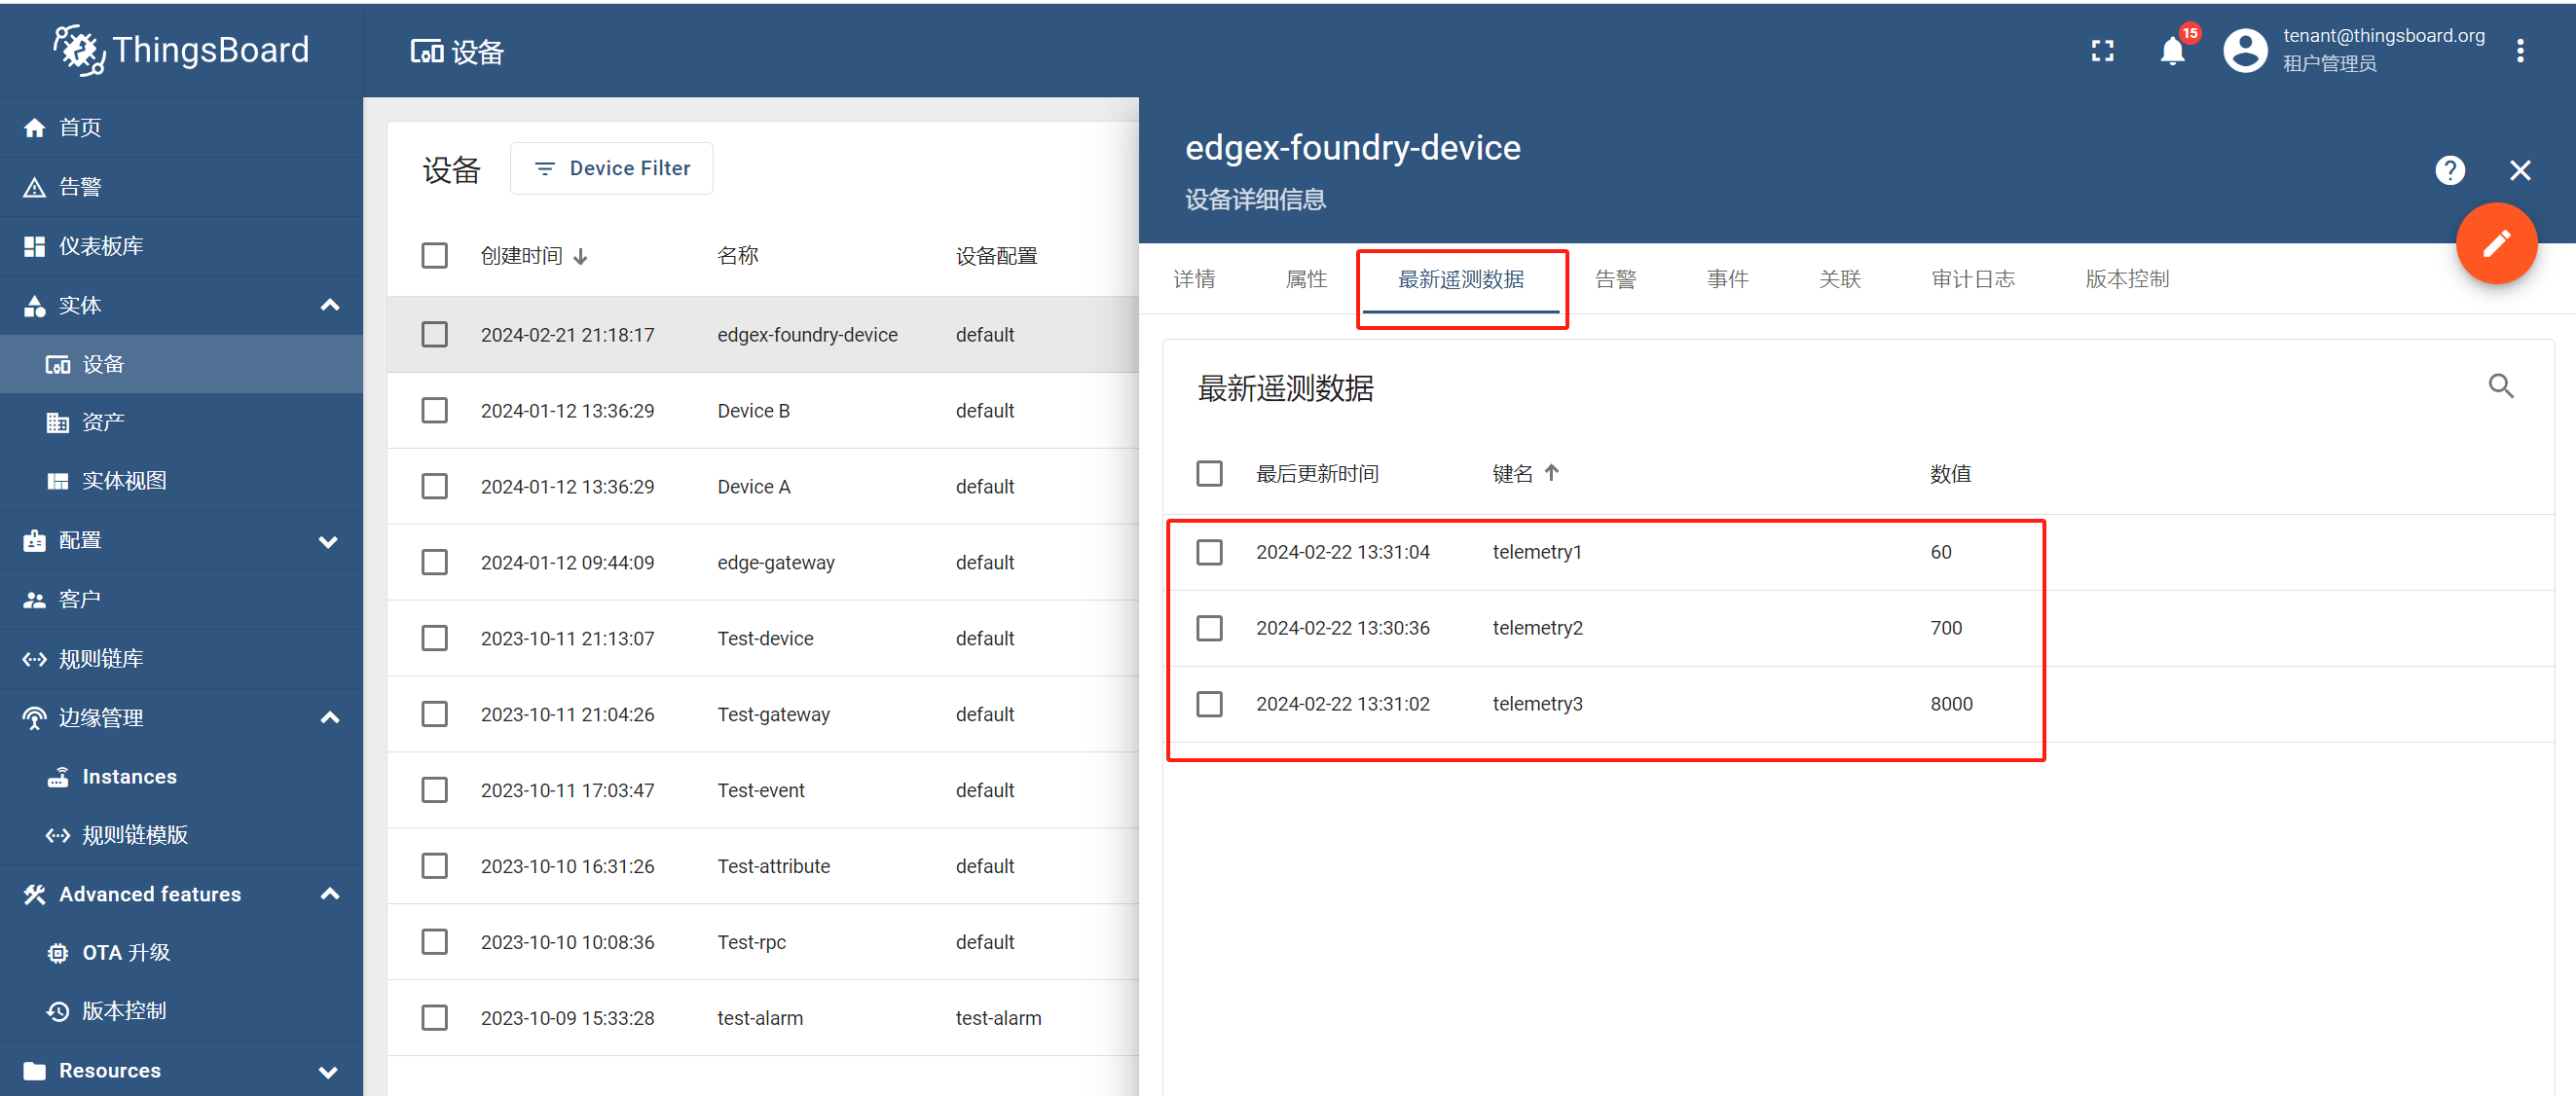 ThingsBoard
设备
15
tenant@thingsboard.org
租户管理员
首页
告警
仪表板库
实体
设备
资产
实体视图
配置
客户
规则链库
边缘管理
Instances
规则链模版
Advanced features
OTA 升级
版本控制
Resources
设备
Device Filter
创建时间 名称 设备配置
2024-02-21 21:18:17 edgex-foundry-device default
2024-01-12 13:36:29 Device B default
2024-01-12 13:36:29 Device A default
2024-01-12 09:44:09 edge-gateway default
2023-10-11 21:13:07 Test-device default
2023-10-11 21:04:26 Test-gateway default
2023-10-11 17:03:47 Test-event default
2023-10-10 16:31:26 Test-attribute default
2023-10-10 10:08:36 Test-rpc default
2023-10-09 15:33:28 test-alarm test-alarm
edgex-foundry-device
设备详细信息
?
详情 属性 最新遥测数据 告警 事件 关联 审计日志 版本控制
最新遥测数据
最后更新时间 键名 数值
2024-02-22 13:31:04 telemetry1 60
2024-02-22 13:30:36 telemetry2 700
2024-02-22 13:31:02 telemetry3 8000